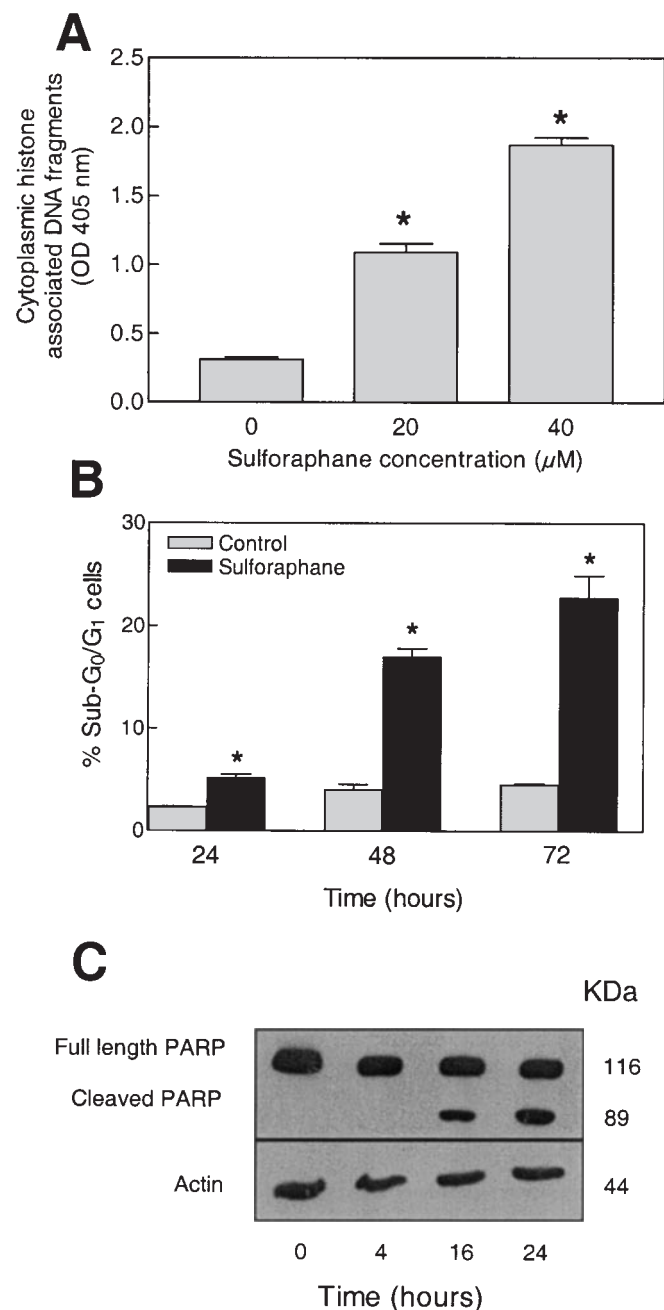 A
Cytoplasmic histone
associated DNA fragments
(OD 405 nm)
2.5
2.0
1.5
1.0
0.5
0.0
*
*
0 20 40
Sulforaphane concentration (μM)
B
% Sub-G0/G1 cells
30
20
10
0
Control
Sulforaphane
*
*
*
24 48 72
Time (hours)
C
KDa
Full length PARP 116
Cleaved PARP 89
Actin 44
0 4 16 24
Time (hours)